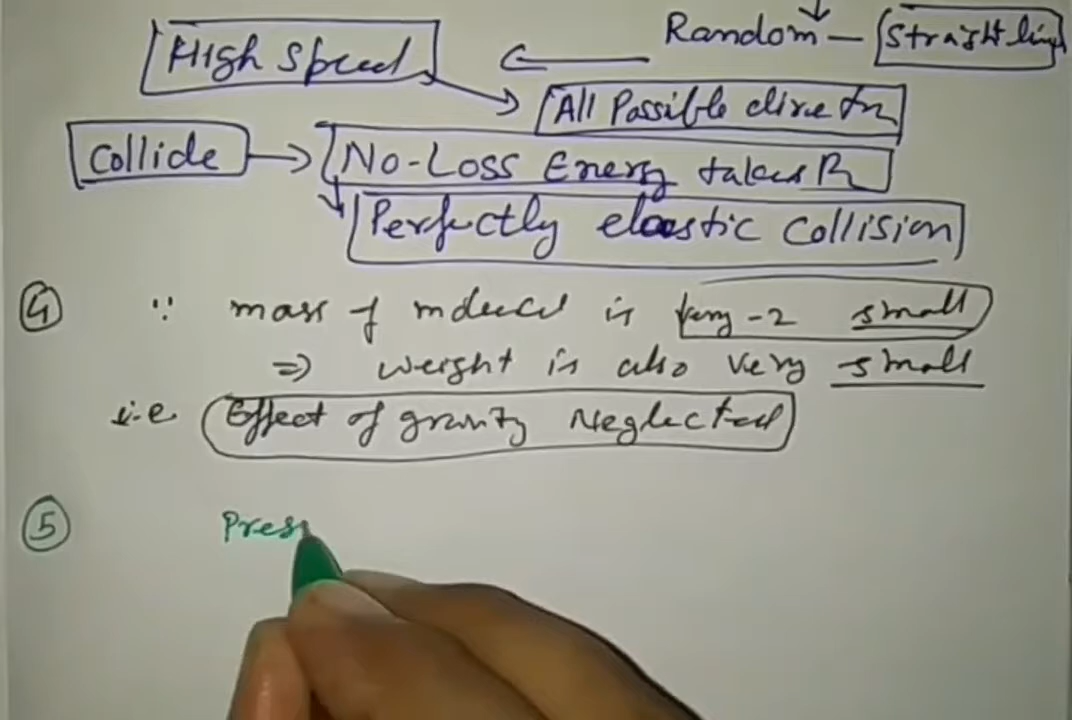 Random — Straight line
High Speed
All Possible direction
Collide → No-Loss Energy takes
Perfectly elastic Collision
④ ∵ mass of molecul is very-2 small
⇒ weight is also very small
i.e Effect of gravity Neglected
⑤ Pres